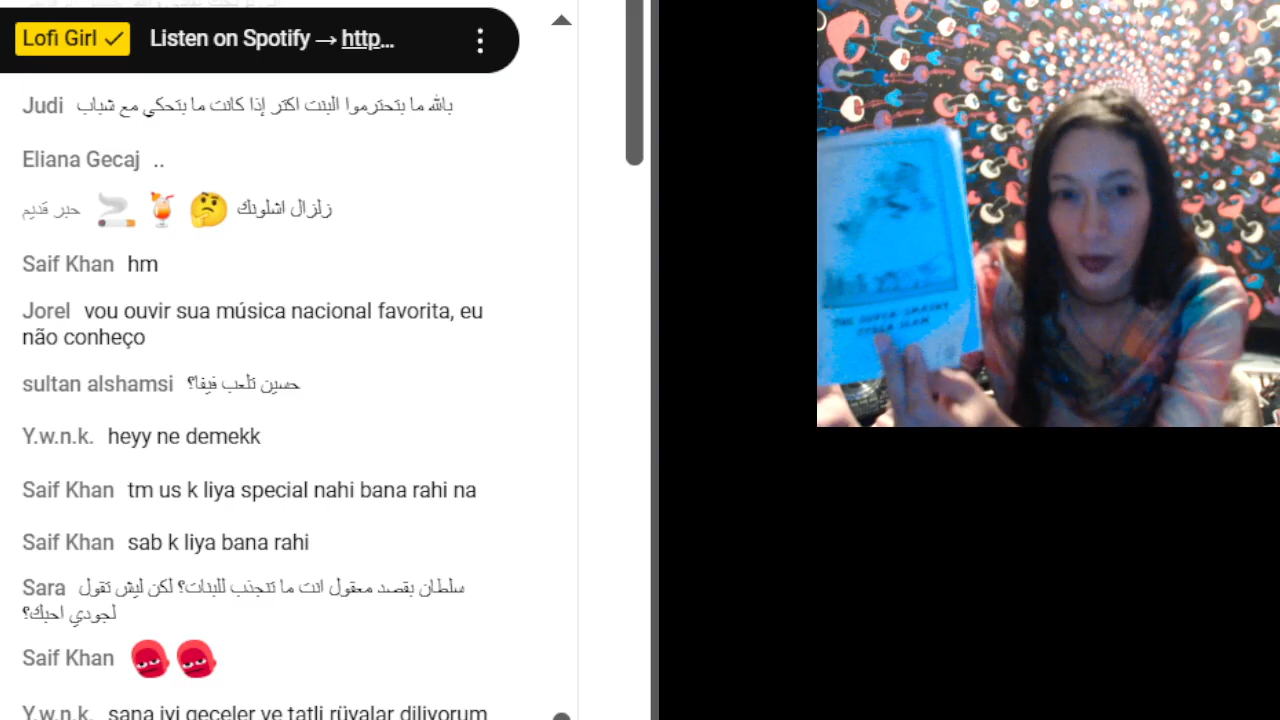 Lofi Girl ✓ Listen on Spotify → http...
Judi بالله ما بتحترموا البنت اكتر إذا كانت ما بتحكي مع شباب
Eliana Gecaj ..
حبر قديم 🚬 🍹 🤔 زلزال اشلونك
Saif Khan hm
Jorel vou ouvir sua música nacional favorita, eu
não conheço
sultan alshamsi حسين تلعب فيفا؟
Y.w.n.k. heyy ne demekk
Saif Khan tm us k liya special nahi bana rahi na
Saif Khan sab k liya bana rahi
Sara سلطان بقصد معقول انت ما تنجذب للبنات؟ لكن ليش تقول
لجودي احبك؟
Saif Khan
Y.w.n.k. sana iyi geceler ve tatli rüyalar diliyorum